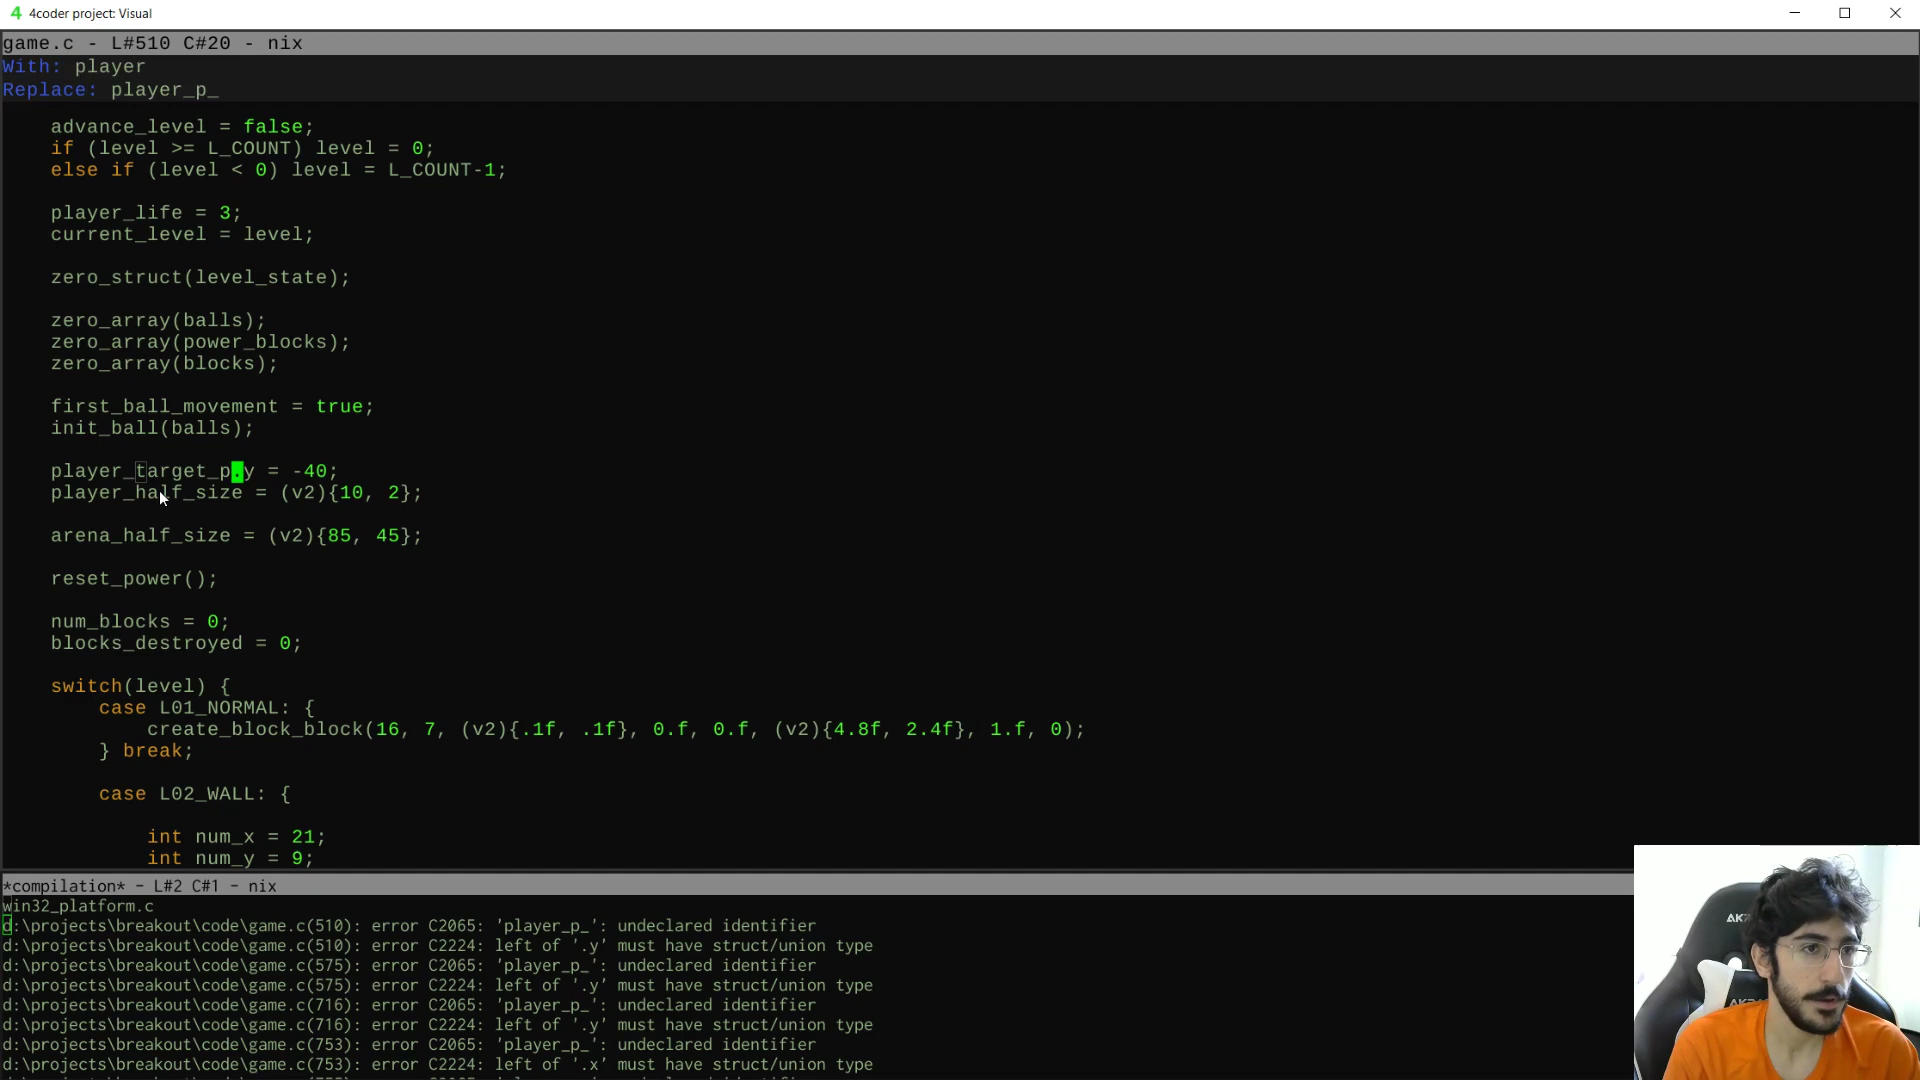 4 4coder project: Visual
game.c - L#510 C#20 - nix
With: player
Replace: player_p_
advance_level = false;
if (level >= L_COUNT) level = 0;
else if (level < 0) level = L_COUNT-1;
player_life = 3;
current_level = level;
zero_struct(level_state);
zero_array(balls);
zero_array(power_blocks);
zero_array(blocks);
first_ball_movement = true;
init_ball(balls);
player_target_p.y = -40;
player_half_size = (v2){10, 2};
arena_half_size = (v2){85, 45};
reset_power();
num_blocks = 0;
blocks_destroyed = 0;
switch(level) {
case L01_NORMAL: {
create_block_block(16, 7, (v2){.1f, .1f}, 0.f, 0.f, (v2){4.8f, 2.4f}, 1.f, 0);
} break;
case L02_WALL: {
int num_x = 21;
int num_y = 9;
*compilation* - L#2 C#1 - nix
win32_platform.c
d:\projects\breakout\code\game.c(510): error C2065: 'player_p_': undeclared identifier
d:\projects\breakout\code\game.c(510): error C2224: left of '.y' must have struct/union type
d:\projects\breakout\code\game.c(575): error C2065: 'player_p_': undeclared identifier
d:\projects\breakout\code\game.c(575): error C2224: left of '.y' must have struct/union type
d:\projects\breakout\code\game.c(716): error C2065: 'player_p_': undeclared identifier
d:\projects\breakout\code\game.c(716): error C2224: left of '.y' must have struct/union type
d:\projects\breakout\code\game.c(753): error C2065: 'player_p_': undeclared identifier
d:\projects\breakout\code\game.c(753): error C2224: left of '.x' must have struct/union type